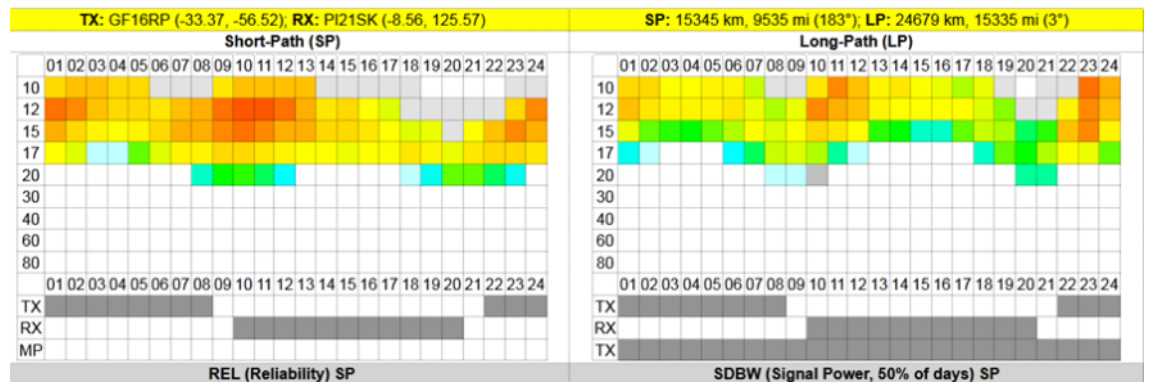 TX: GF16RP (-33.37, -56.52); RX: PI21SK (-8.56, 125.57)
SP: 15345 km, 9535 mi (183°); LP: 24679 km, 15335 mi (3°)
Short-Path (SP)
Long-Path (LP)
01 02 03 04 05 06 07 08 09 10 11 12 13 14 15 16 17 18 19 20 21 22 23 24
10
12
15
17
20
30
40
60
80
01 02 03 04 05 06 07 08 09 10 11 12 13 14 15 16 17 18 19 20 21 22 23 24
TX
RX
MP
01 02 03 04 05 06 07 08 09 10 11 12 13 14 15 16 17 18 19 20 21 22 23 24
10
12
15
17
20
30
40
60
80
01 02 03 04 05 06 07 08 09 10 11 12 13 14 15 16 17 18 19 20 21 22 23 24
TX
RX
TX
REL (Reliability) SP
SDBW (Signal Power, 50% of days) SP